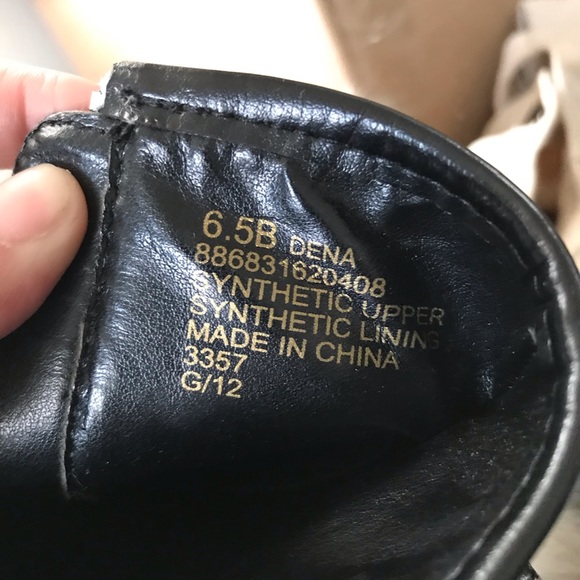 6.5B DENA
886831620408
SYNTHETIC UPPER
SYNTHETIC LINING
MADE IN CHINA
3357
G/12